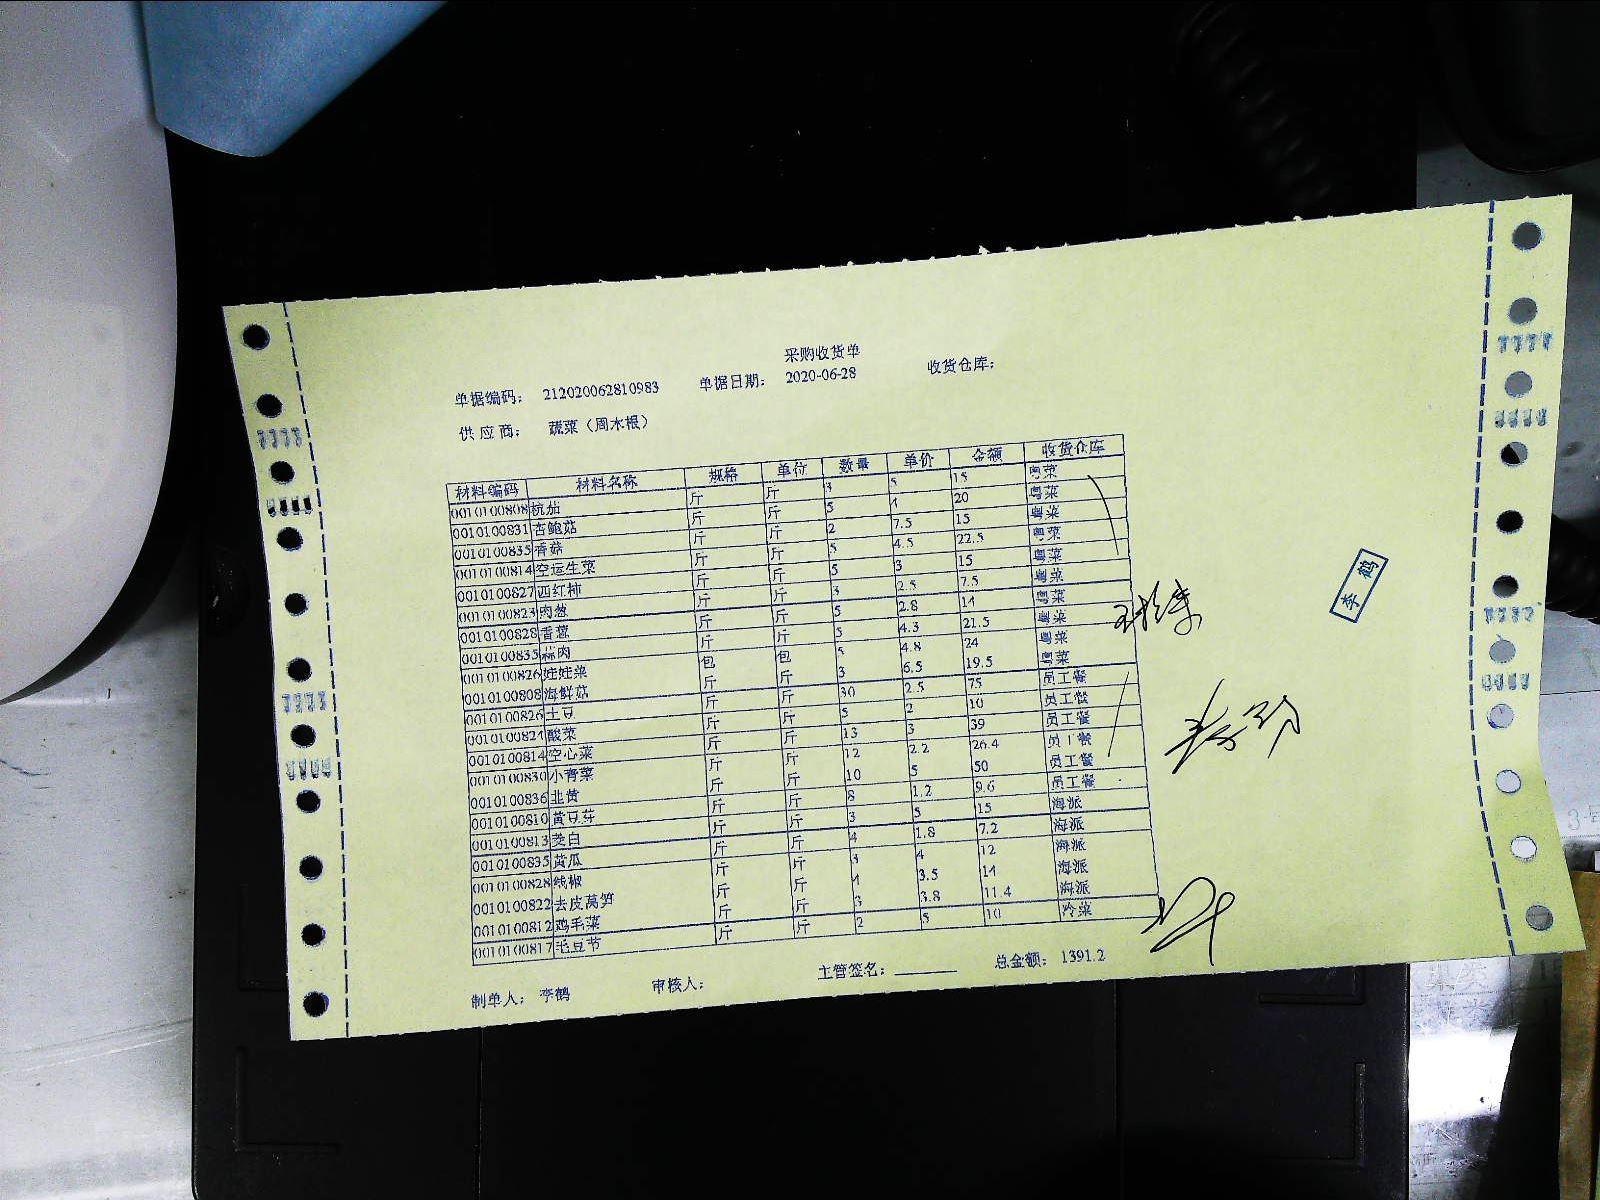 采购收货单
单据编码： 212020062810983 单据日期： 2020-06-28 收货仓库：
供应商： 蔬菜（周水根）
材料编码 材料名称 规格 单位 数量 单价 金额 收货仓库
0010100808 杭茄 斤 斤 3 5 15 粤菜
0010100831 杏鲍菇 斤 斤 5 4 20 粤菜
0010100835 香菇 斤 斤 2 7.5 15 粤菜
0010100814 空运生菜 斤 斤 5 4.5 22.5 粤菜
0010100827 西红柿 斤 斤 5 3 15 粤菜
0010100823 肉葱 斤 斤 3 2.5 7.5 粤菜
0010100828 香葱 斤 斤 5 2.8 14 粤菜
0010100835 蒜肉 斤 斤 5 4.3 21.5 粤菜
0010100826 娃娃菜 包 包 5 4.8 24 粤菜
0010100808 海鲜菇 斤 斤 3 6.5 19.5 粤菜
0010100826 土豆 斤 斤 30 2.5 75 员工餐
0010100821 酸菜 斤 斤 5 2 10 员工餐
0010100814 空心菜 斤 斤 13 3 39 员工餐
0010100830 小青菜 斤 斤 12 2.2 26.4 员工餐
0010100836 韭黄 斤 斤 10 5 50 员工餐
0010100810 黄豆芽 斤 斤 8 1.2 9.6 员工餐
0010100813 茭白 斤 斤 3 5 15 海派
0010100835 黄瓜 斤 斤 4 1.8 7.2 海派
0010100828 线椒 斤 斤 3 4 12 海派
0010100822 去皮莴笋 斤 斤 4 3.5 14 海派
0010100812 鸡毛菜 斤 斤 3 3.8 11.4 海派
0010100817 毛豆节 斤 斤 2 5 10 冷菜
制单人： 李鹤 审核人： 主管签名： 总金额： 1391.2
李鹤